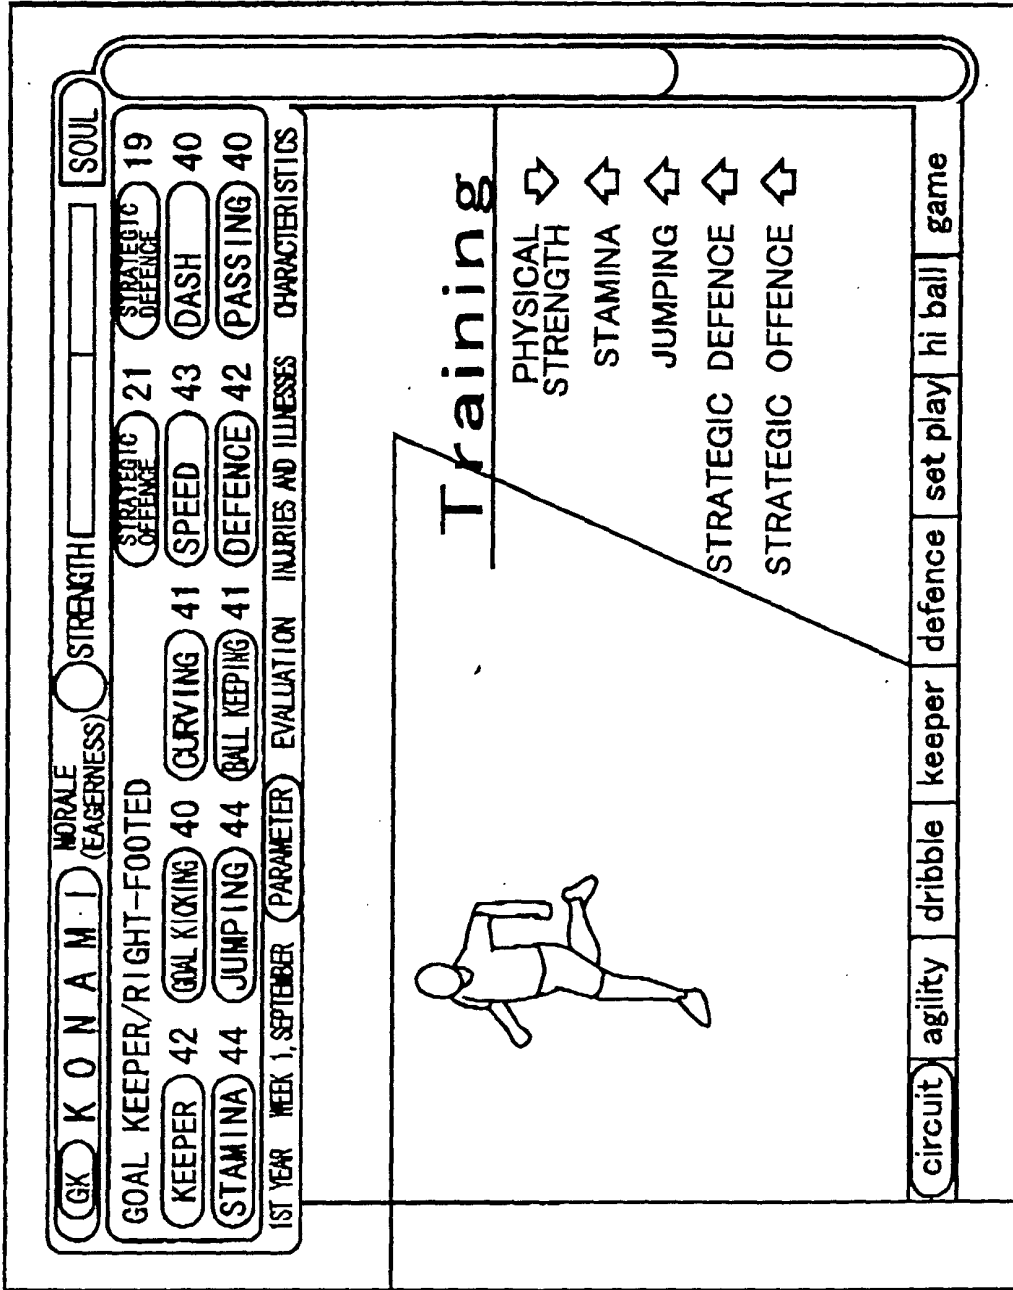 GK KONAMI MORALE (EAGERNESS) STRENGTH SOUL
GOAL KEEPER/RIGHT-FOOTED STRATEGIC OFFENCE 21 STRATEGIC DEFENCE 19
KEEPER 42 GOAL KICKING 40 CURVING 41 SPEED 43 DASH 40
STAMINA 44 JUMPING 44 BALL KEEPING 41 DEFENCE 42 PASSING 40
1ST YEAR WEEK 1, SEPTEMBER PARAMETER EVALUATION INJURIES AND ILLNESSES CHARACTERISTICS
Training
PHYSICAL
STRENGTH
STAMINA
JUMPING
STRATEGIC DEFENCE
STRATEGIC OFFENCE
circuit agility dribble keeper defence set play hi ball game